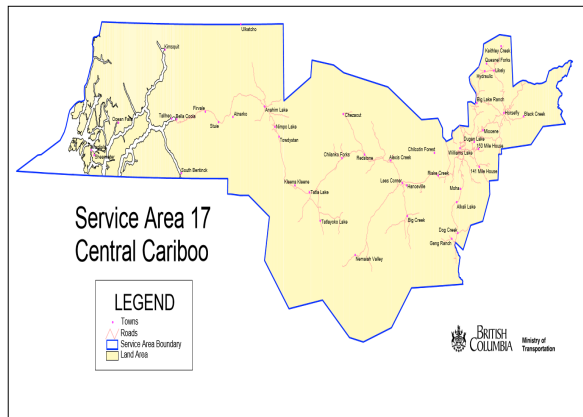 Ulkatcho
Keithley Creek
Kimsquit
Quesnel Forks
Likely
Hydraulic
Big Lake Ranch
Anahim Lake
Firvale
Chezacut
Horsefly
Black Creek
Ocean Falls
Tallheo
Bella Coola
Atnarko
Stuie
Nimpo Lake
Miocene
Towdystan
Dugan Lake
Chilcotin Forest
150 Mile House
Williams Lake
Chilanko Forks
Redstone
Alexis Creek
141 Mile House
South Bentinck
Riske Creek
Kleena Kleene
Lees Corner
Hanceville
Moha
Tatla Lake
Alkali Lake
Service Area 17
Central Cariboo
Tatlayoko Lake
Big Creek
Dog Creek
Gang Ranch
Nemaiah Valley
LEGEND
Towns
Roads
Service Area Boundary
Land Area
BRITISH
COLUMBIA
Ministry of
Transportation